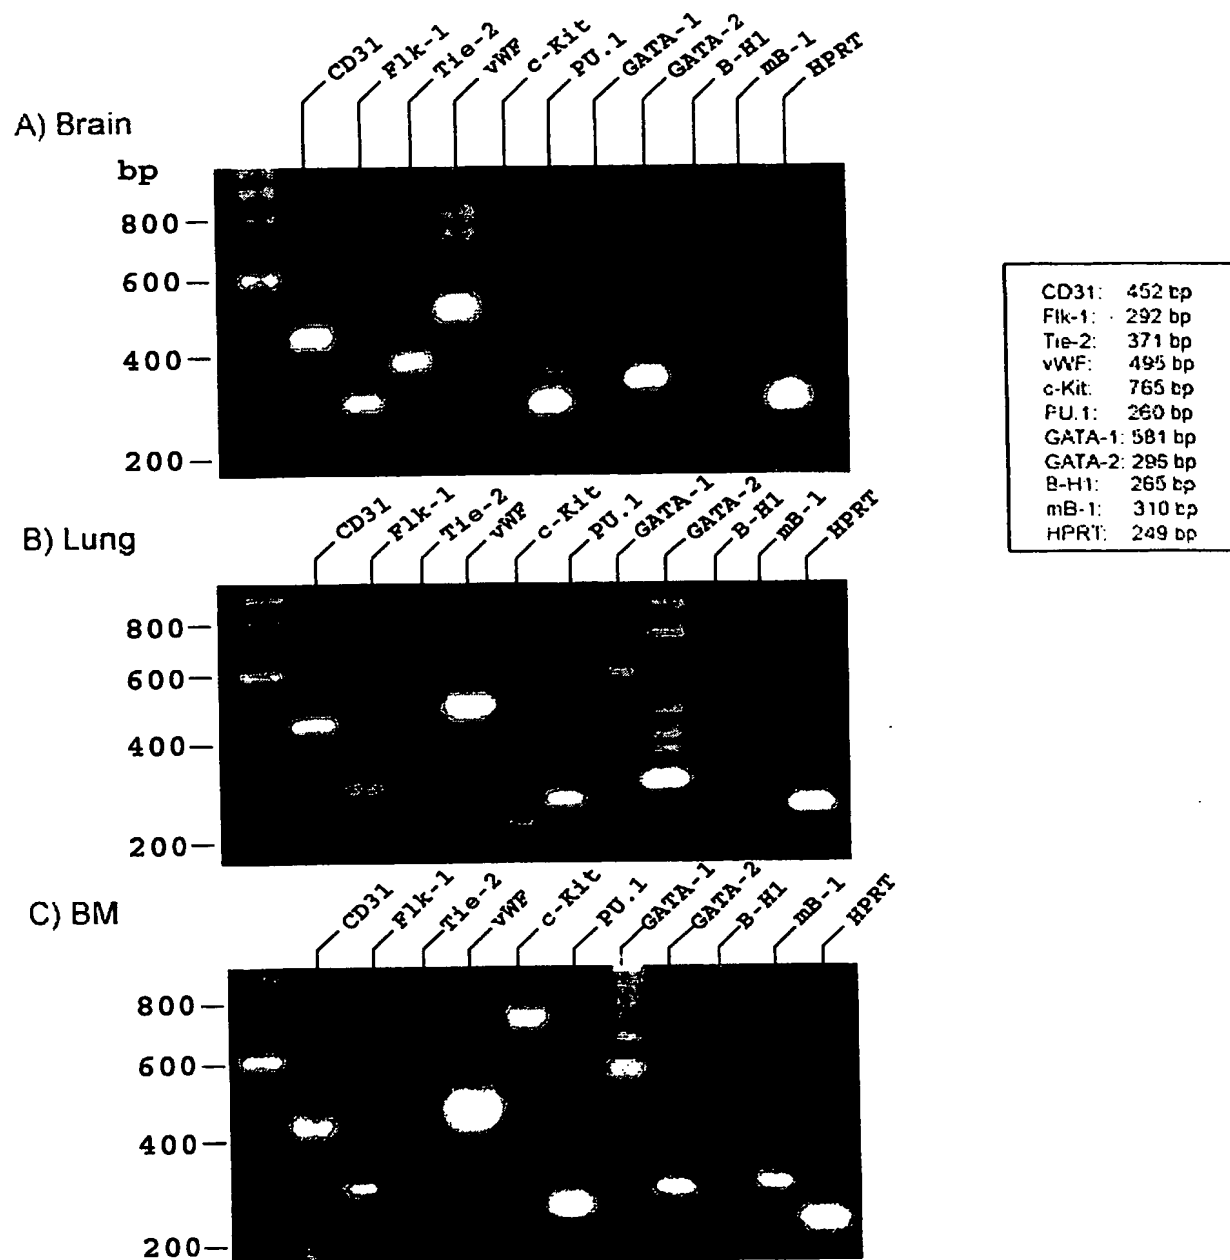 CD31 Flk-1 Tie-2 vWF c-Kit PU.1 GATA-1 GATA-2 B-H1 mB-1 HPRT
A) Brain
bp
800
600
400
200
CD31: 452 bp
Flk-1: 292 bp
Tie-2: 371 bp
vWF: 495 bp
c-Kit: 765 bp
PU.1: 260 bp
GATA-1: 581 bp
GATA-2: 295 bp
B-H1: 265 bp
mB-1: 310 bp
HPRT: 249 bp
CD31 Flk-1 Tie-2 vWF c-Kit PU.1 GATA-1 GATA-2 B-H1 mB-1 HPRT
B) Lung
800
600
400
200
CD31 Flk-1 Tie-2 vWF c-Kit PU.1 GATA-1 GATA-2 B-H1 mB-1 HPRT
C) BM
800
600
400
200